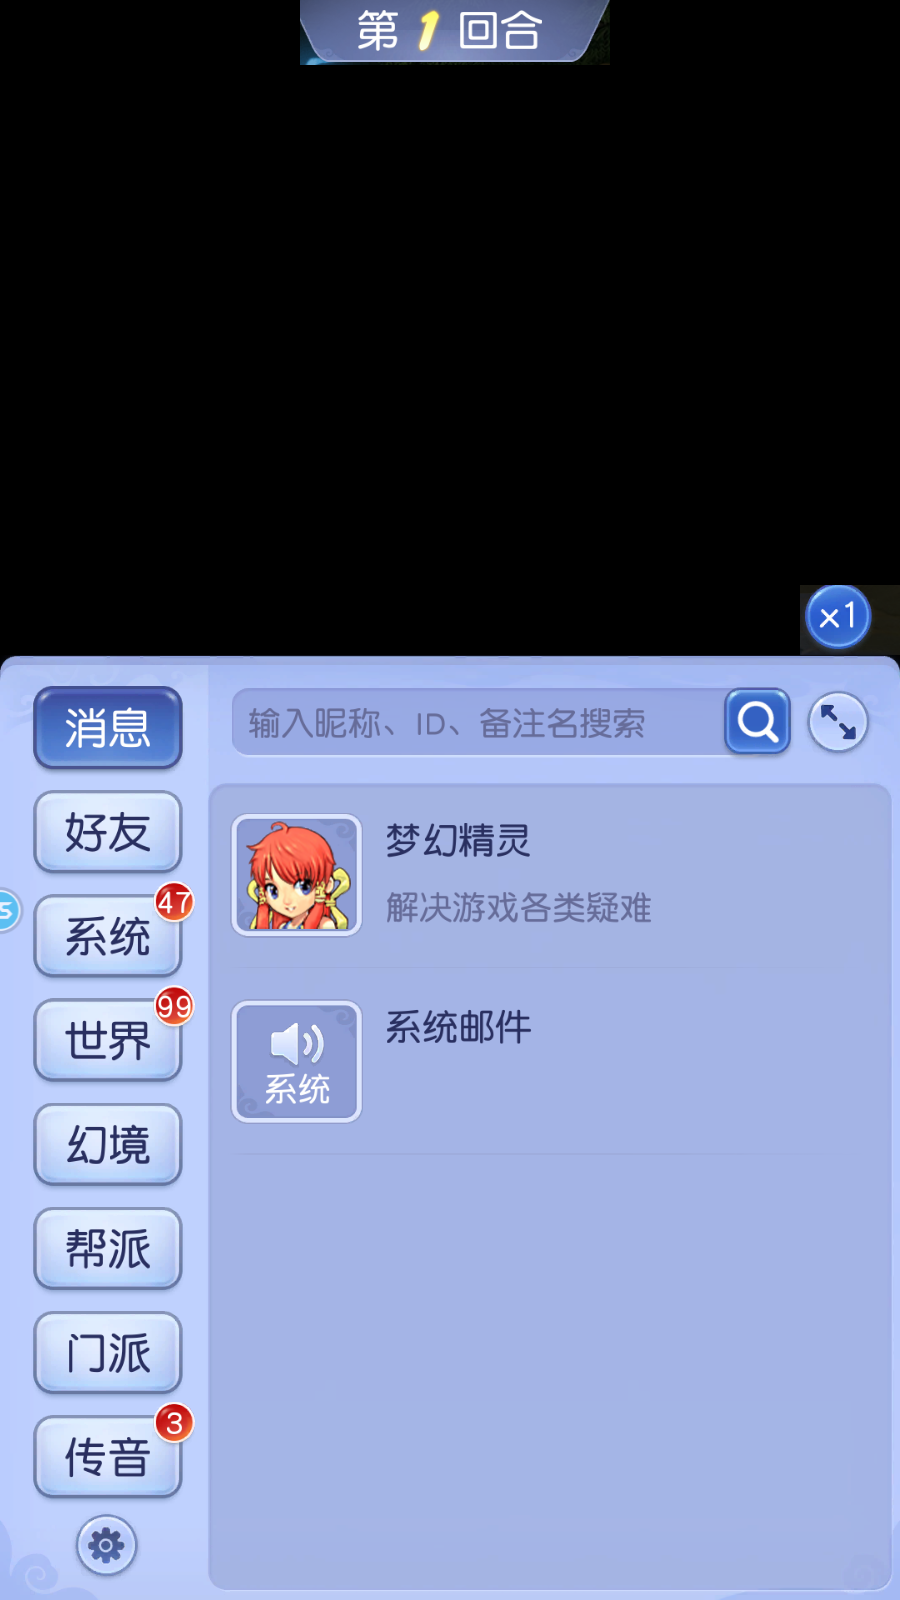 第1回合
×1
消息
输入昵称、ID、备注名搜索
好友
梦幻精灵
解决游戏各类疑难
47
系统
5
系统邮件
系统
99
世界
幻境
帮派
门派
3
传音